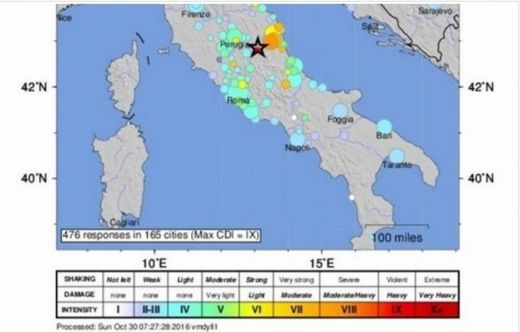 Nice
Firenze
Sarajevo
Split
Perugia
42°N
42°N
Roma
Foggia
Bari
Napoli
Taranto
40°N
40°N
Cagliari
476 responses in 165 cities (Max CDI = IX)
100 miles
10°E
15°E
SHAKING Not felt Weak Light Moderate Strong Very strong Severe Violent Extreme
DAMAGE none none none Very light Light Moderate Moderate/Heavy Heavy Very Heavy
INTENSITY I II-III IV V VI VII VIII IX X+
Processed: Sun Oct 30 07:27:28 2016 vmdyfi1